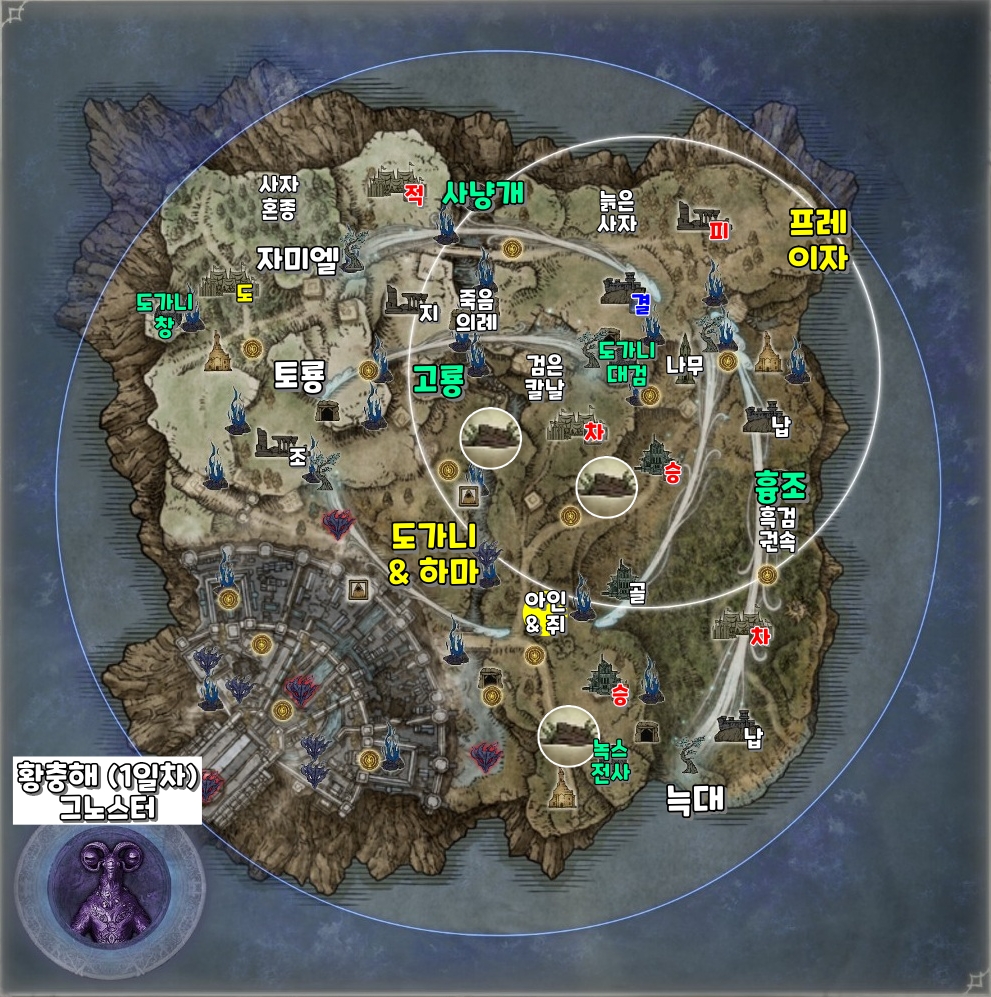 사자
혼종
적
사냥개
늙은
사자
피
프레
이자
자미엘
도
도가니
창
지
죽음
의례
결
토룡
고룡
검은
칼날
도가니
대검
나무
차
납
조
승
흉조
흑검
권속
도가니
& 하마
아인
& 쥐
골
차
승
납
녹스
전사
늑대
황충해 (1일차)
그노스터